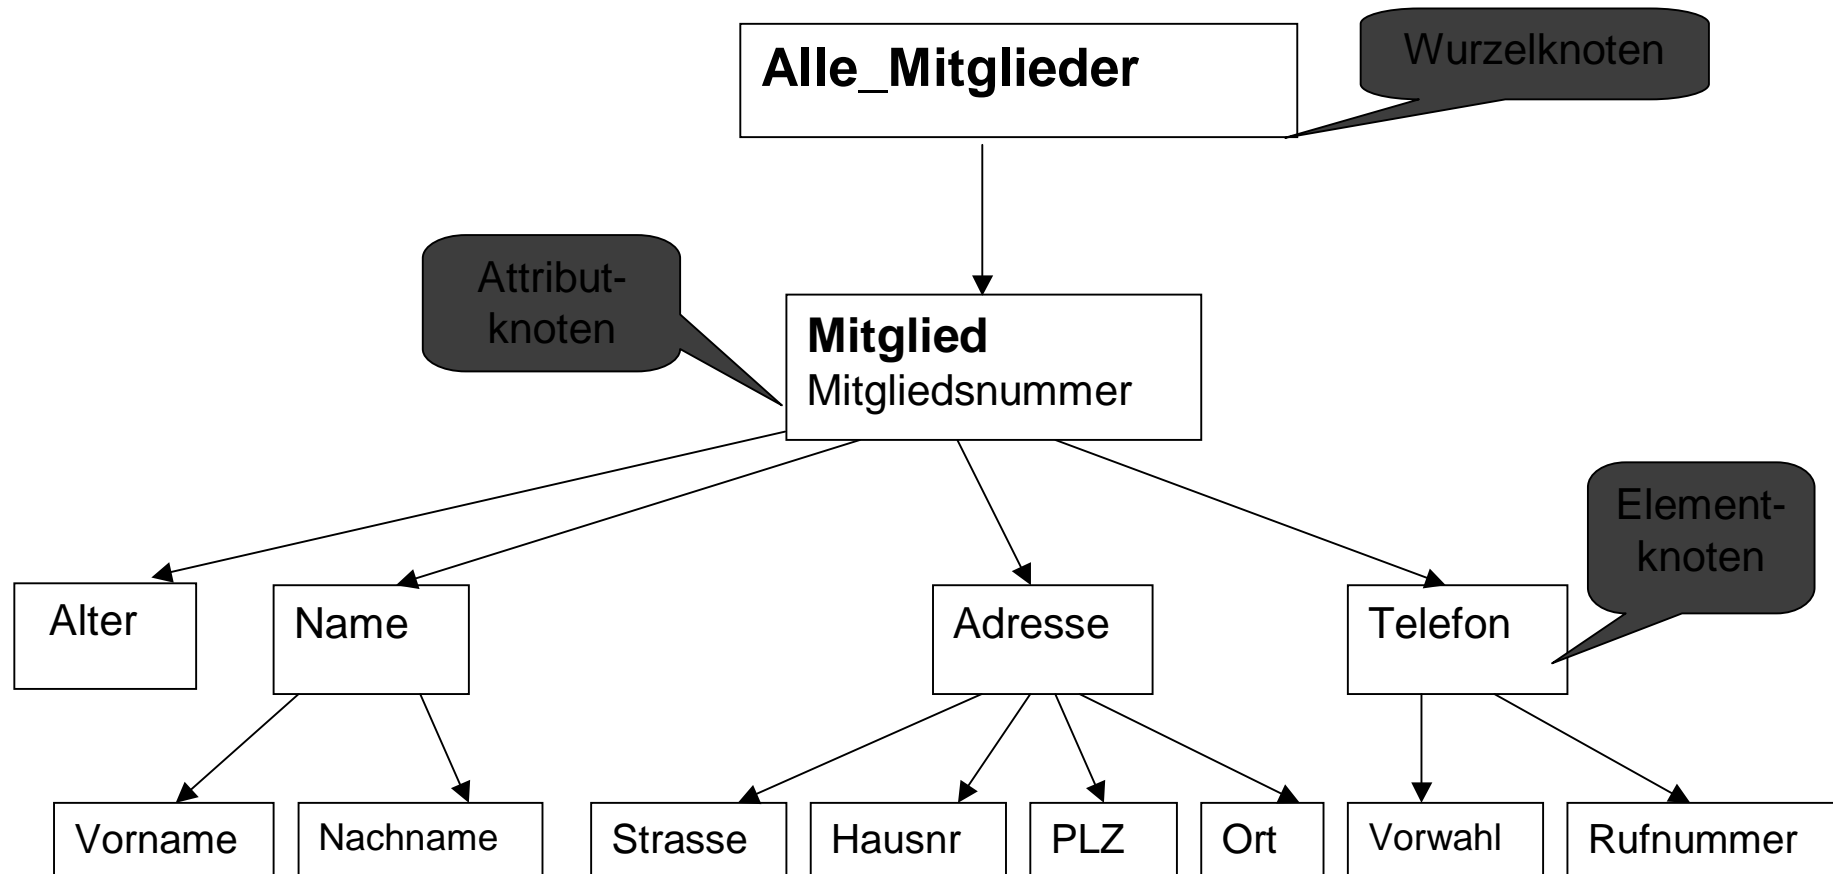 Alle_Mitglieder
Wurzelknoten
Attribut-
knoten
Mitglied
Mitgliedsnummer
Element-
knoten
Alter
Name
Adresse
Telefon
Vorname
Nachname
Strasse
Hausnr
PLZ
Ort
Vorwahl
Rufnummer